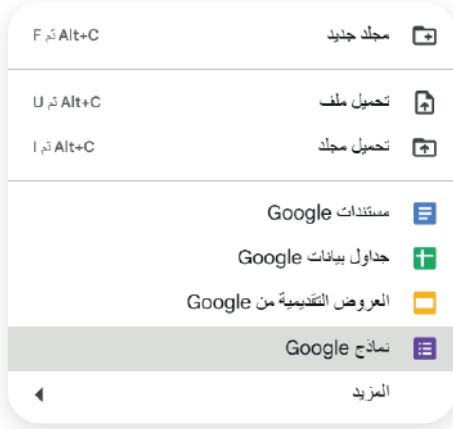 مجلد جديد Alt+C ثم F
تحميل ملف Alt+C ثم U
تحميل مجلد Alt+C ثم I
مستندات Google
جداول بيانات Google
العروض التقديمية من Google
نماذج Google
المزيد